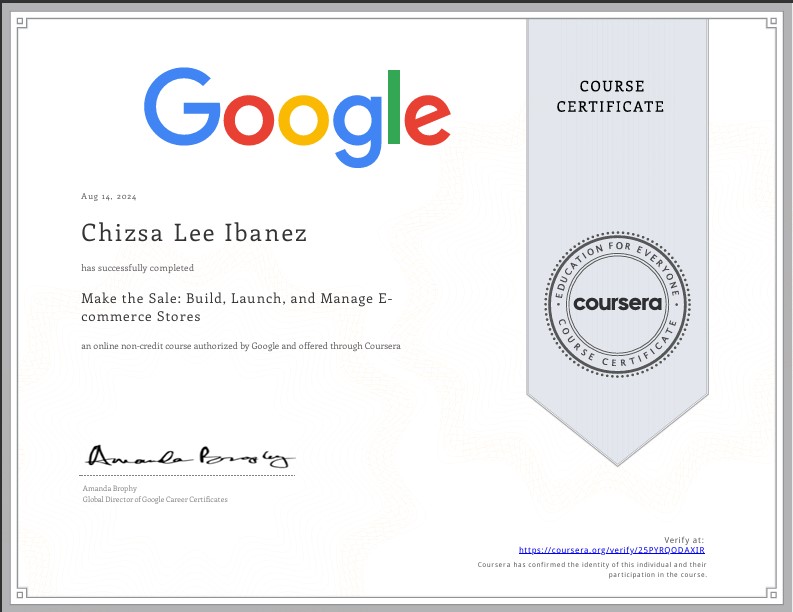 Google
COURSE
CERTIFICATE
Aug 14, 2024
Chizsa Lee Ibanez
has successfully completed
Make the Sale: Build, Launch, and Manage E-
commerce Stores
an online non-credit course authorized by Google and offered through Coursera
EDUCATION FOR EVERYONE
coursera
COURSE CERTIFICATE
Amanda Brophy
Amanda Brophy
Global Director of Google Career Certificates
Verify at:
https://coursera.org/verify/25PYRQODAXIR
Coursera has confirmed the identity of this individual and their
participation in the course.